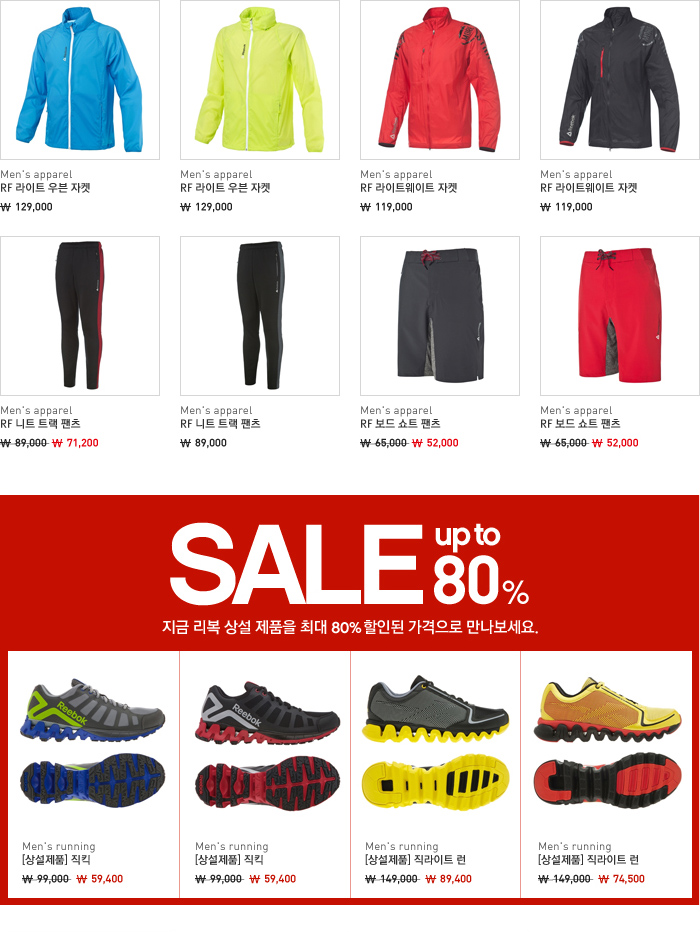 Men's apparel
RF 라이트 우븐 자켓
₩ 129,000
Men's apparel
RF 라이트 우븐 자켓
₩ 129,000
Men's apparel
RF 라이트웨이트 자켓
₩ 119,000
Men's apparel
RF 라이트웨이트 자켓
₩ 119,000
Men's apparel
RF 니트 트랙 팬츠
₩ 89,000 ₩ 71,200
Men's apparel
RF 니트 트랙 팬츠
₩ 89,000
Men's apparel
RF 보드 쇼트 팬츠
₩ 65,000 ₩ 52,000
Men's apparel
RF 보드 쇼트 팬츠
₩ 65,000 ₩ 52,000
SALE up to 80%
지금 리복 상설 제품을 최대 80% 할인된 가격으로 만나보세요.
Reebok
Reebok
Men's running
[상설제품] 직킥
₩ 99,000 ₩ 59,400
Men's running
[상설제품] 직킥
₩ 99,000 ₩ 59,400
Men's running
[상설제품] 직라이트 런
₩ 149,000 ₩ 89,400
Men's running
[상설제품] 직라이트 런
₩ 149,000 ₩ 74,500